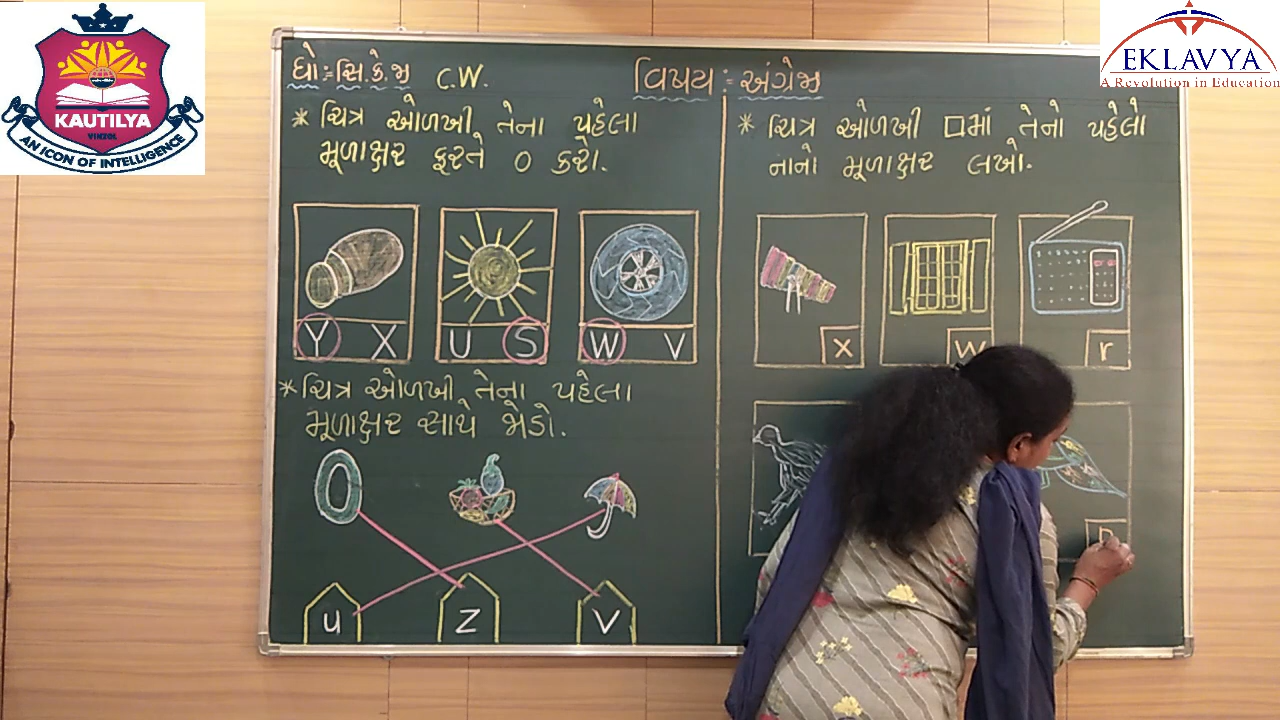 KAUTILYA
VINZOL
AN ICON OF INTELLIGENCE
EKLAVYA
A Revolution in Education
ધો:-સિ.કે.જી C.W.
વિષય:- અંગ્રેજી
* ચિત્ર ઓળખી તેના પહેલા
મૂળાક્ષર ફરતે O કરો.
Y X
U S
W V
* ચિત્ર ઓળખી તેના પહેલા
મૂળાક્ષર સાથે જોડો.
u z v
* ચિત્ર ઓળખી □માં તેનો પહેલો
નાનો મૂળાક્ષર લખો.
x w r